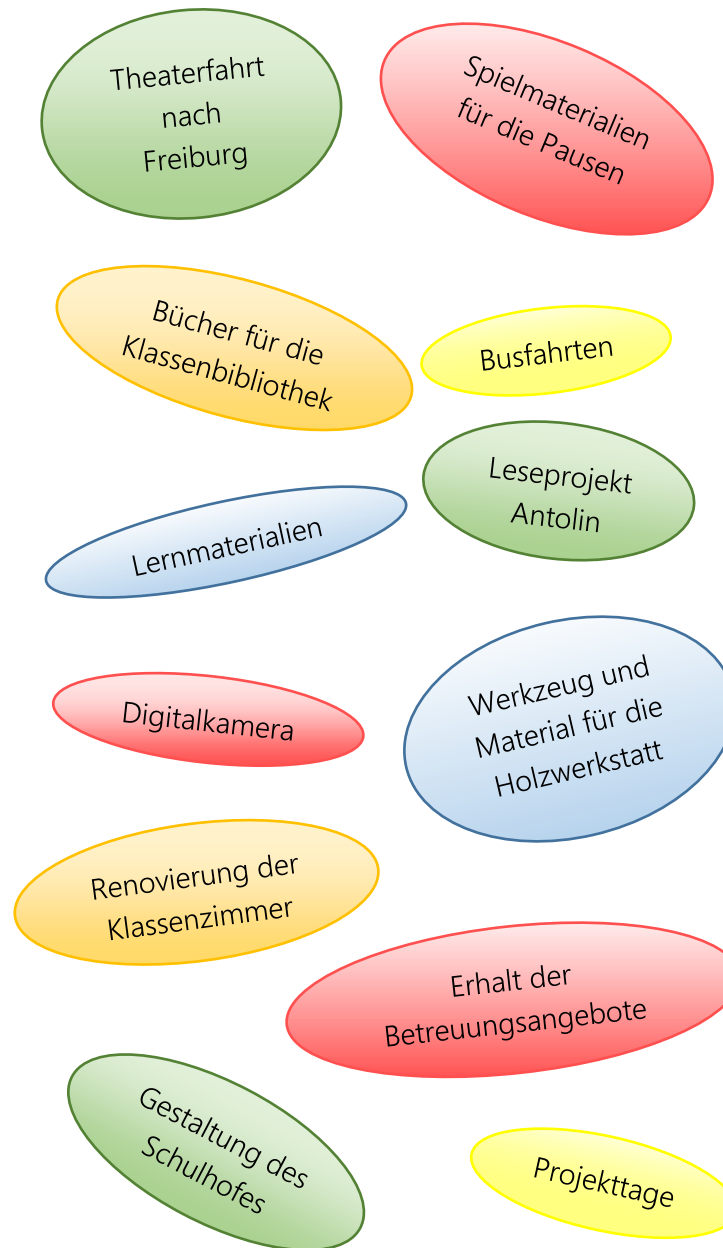 Theaterfahrt
nach
Freiburg
Spielmaterialien
für die Pausen
Bücher für die
Klassenbibliothek
Busfahrten
Leseprojekt
Antolin
Lernmaterialien
Werkzeug und
Material für die
Holzwerkstatt
Digitalkamera
Renovierung der
Klassenzimmer
Erhalt der
Betreuungsangebote
Gestaltung des
Schulhofes
Projekttage